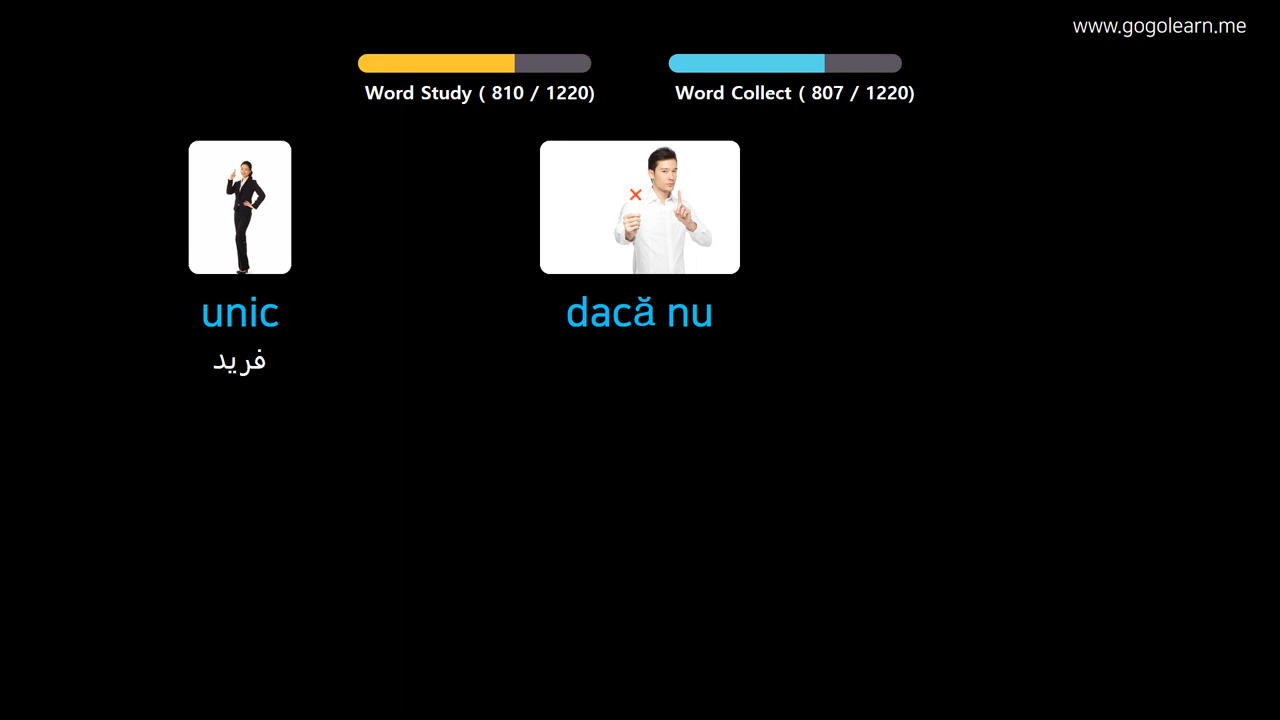 www.gogolearn.me
Word Study ( 810 / 1220)
Word Collect ( 807 / 1220)
unic
dacă nu
فريد